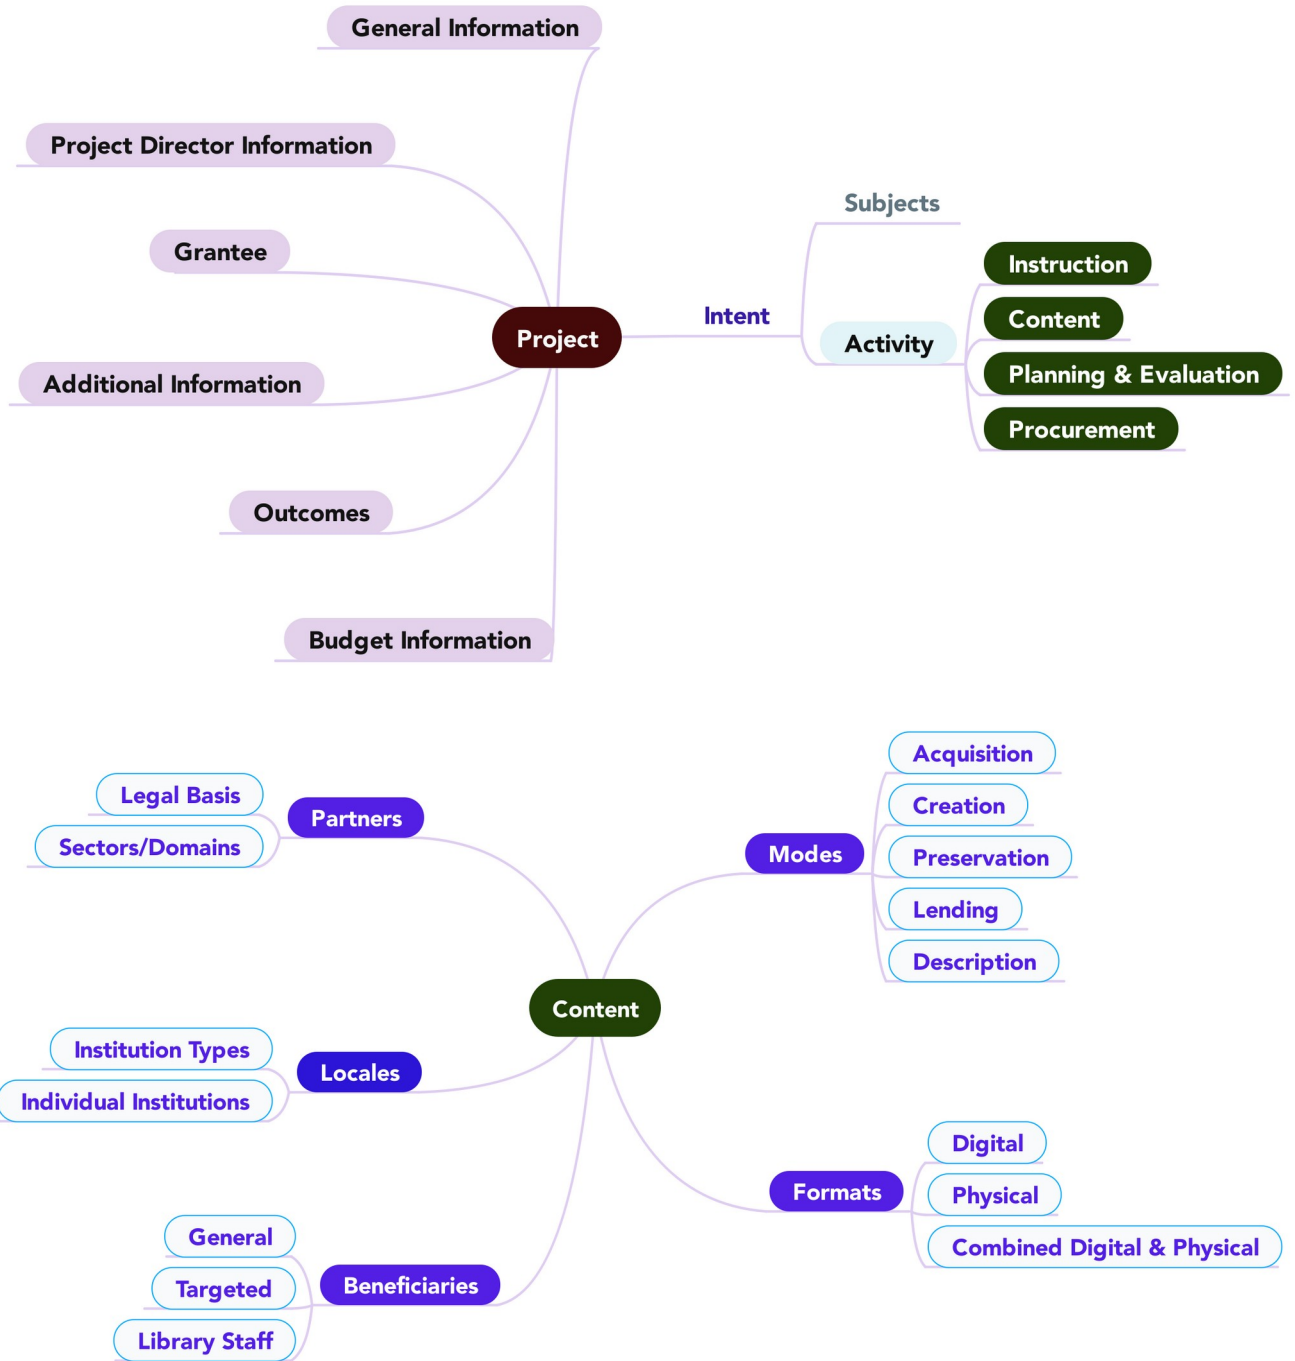 General Information
Project Director Information
Grantee
Additional Information
Outcomes
Budget Information
Project
Intent
Subjects
Activity
Instruction
Content
Planning & Evaluation
Procurement
Legal Basis
Sectors/Domains
Partners
Institution Types
Individual Institutions
Locales
General
Targeted
Library Staff
Beneficiaries
Content
Modes
Acquisition
Creation
Preservation
Lending
Description
Formats
Digital
Physical
Combined Digital & Physical